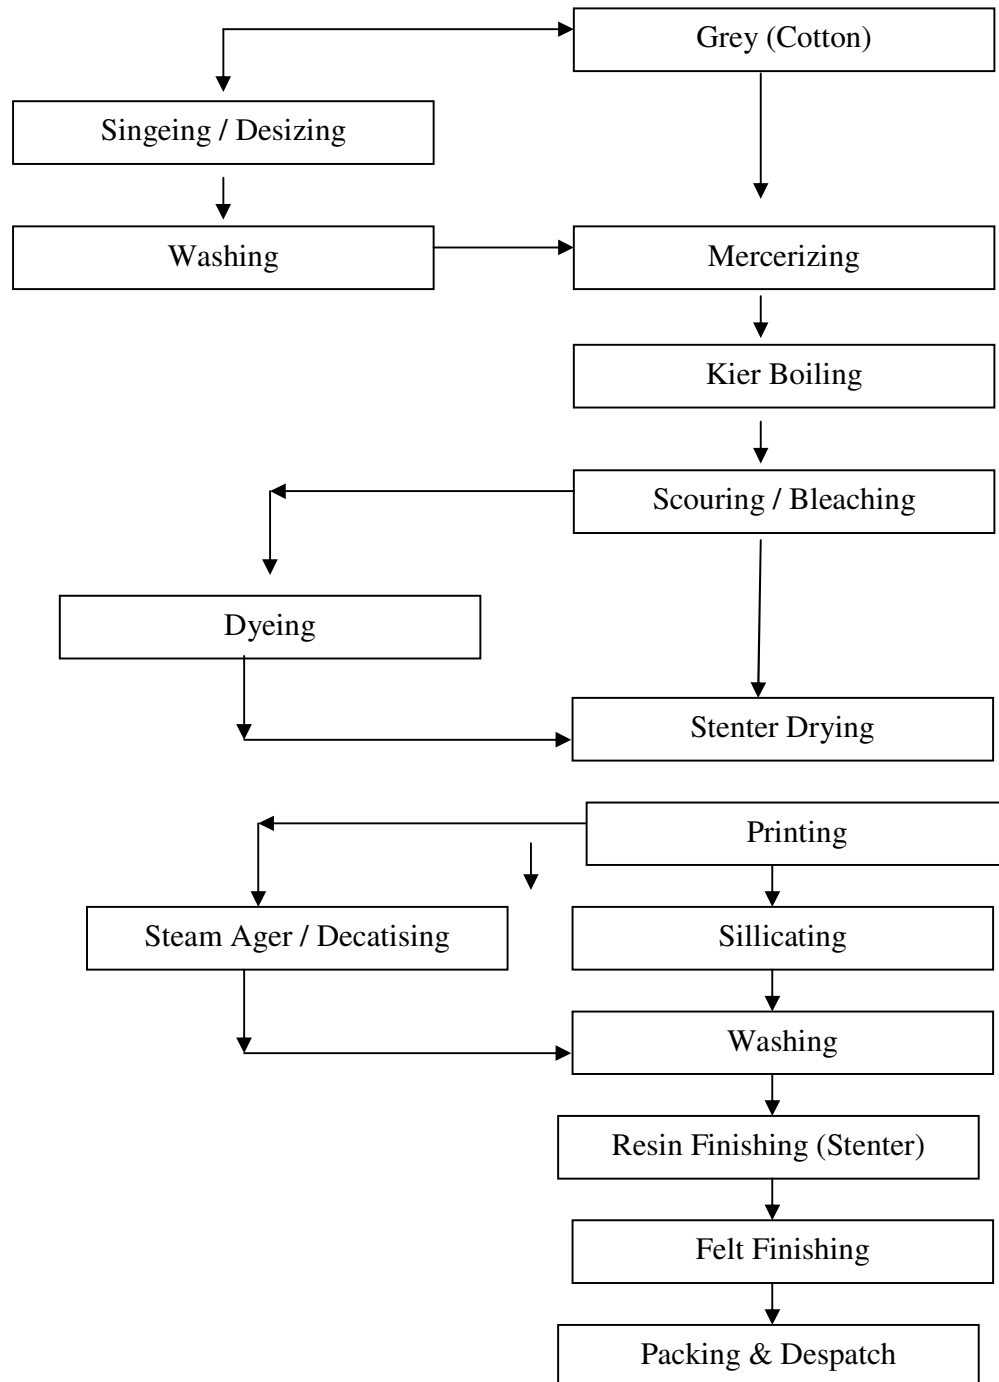 Grey (Cotton)
Singeing / Desizing
Washing
Mercerizing
Kier Boiling
Scouring / Bleaching
Dyeing
Stenter Drying
Printing
Steam Ager / Decatising
Sillicating
Washing
Resin Finishing (Stenter)
Felt Finishing
Packing & Despatch